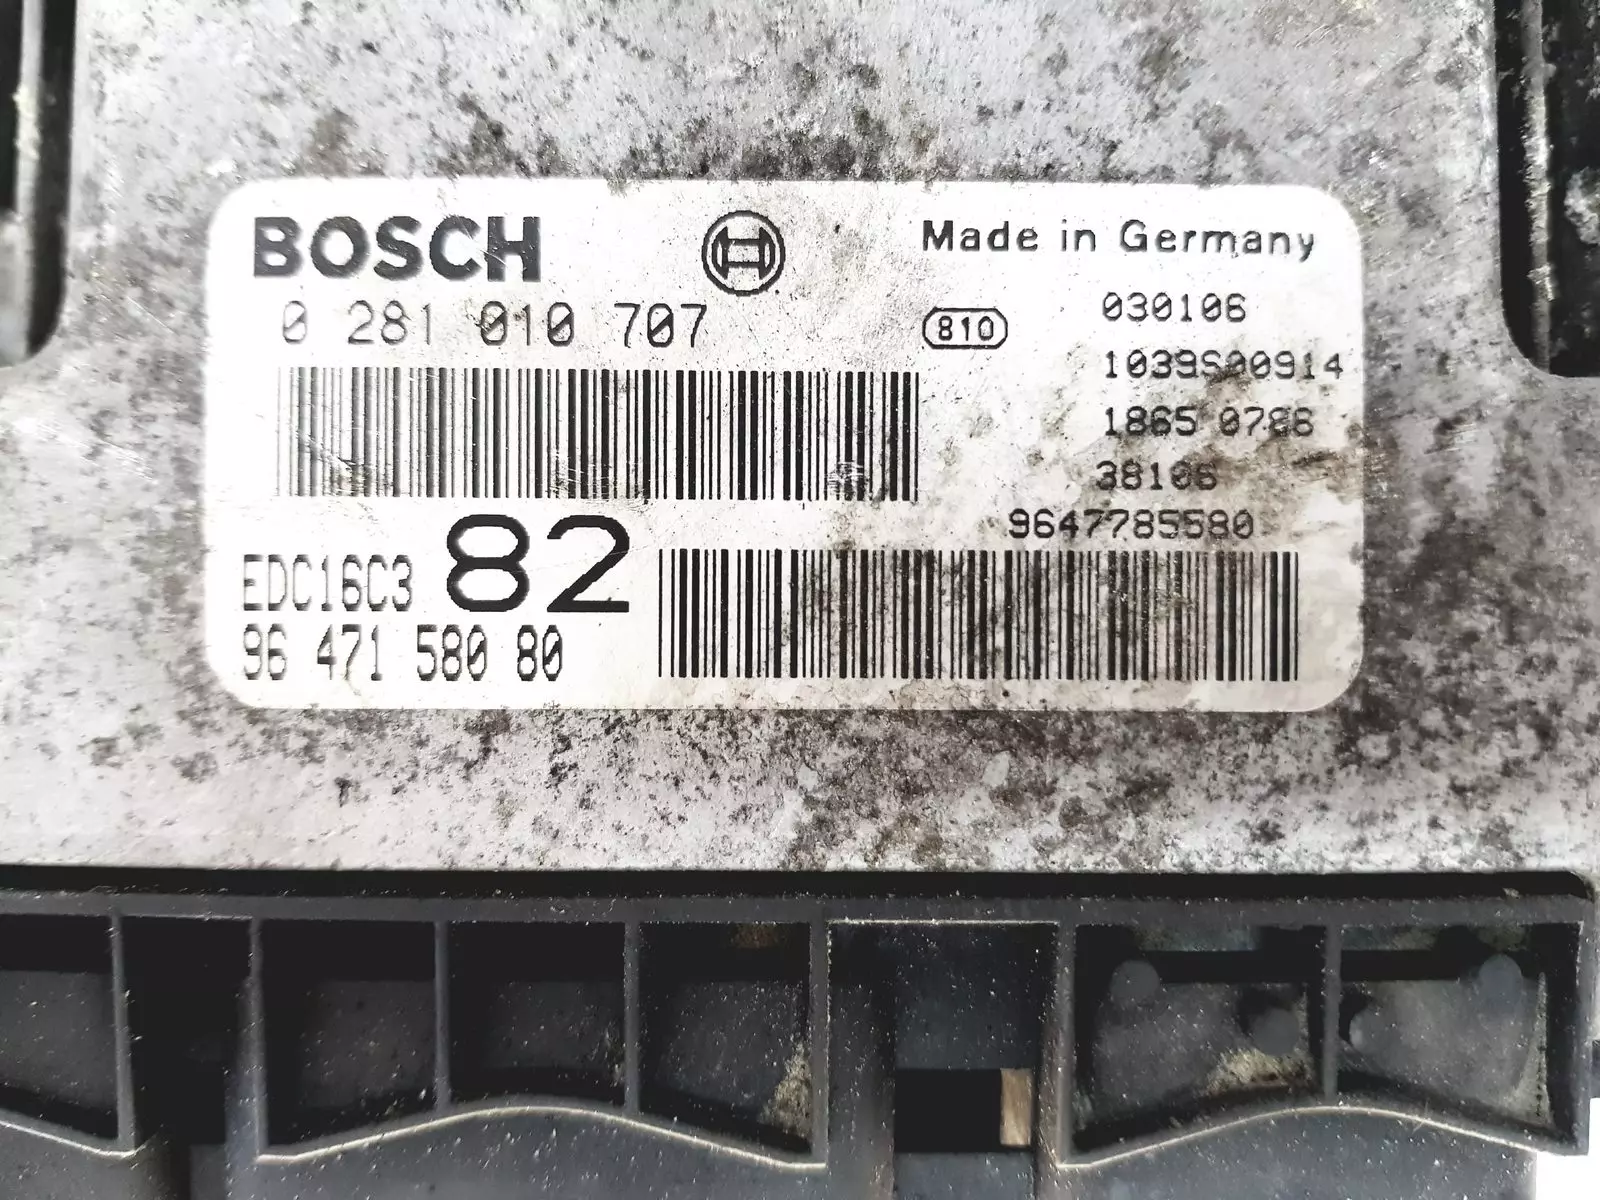 BOSCH
Made in Germany
0 281 010 707
810
030106
1039S00914
1865 0786
38106
9647785580
EDC16C3
82
96 471 580 80